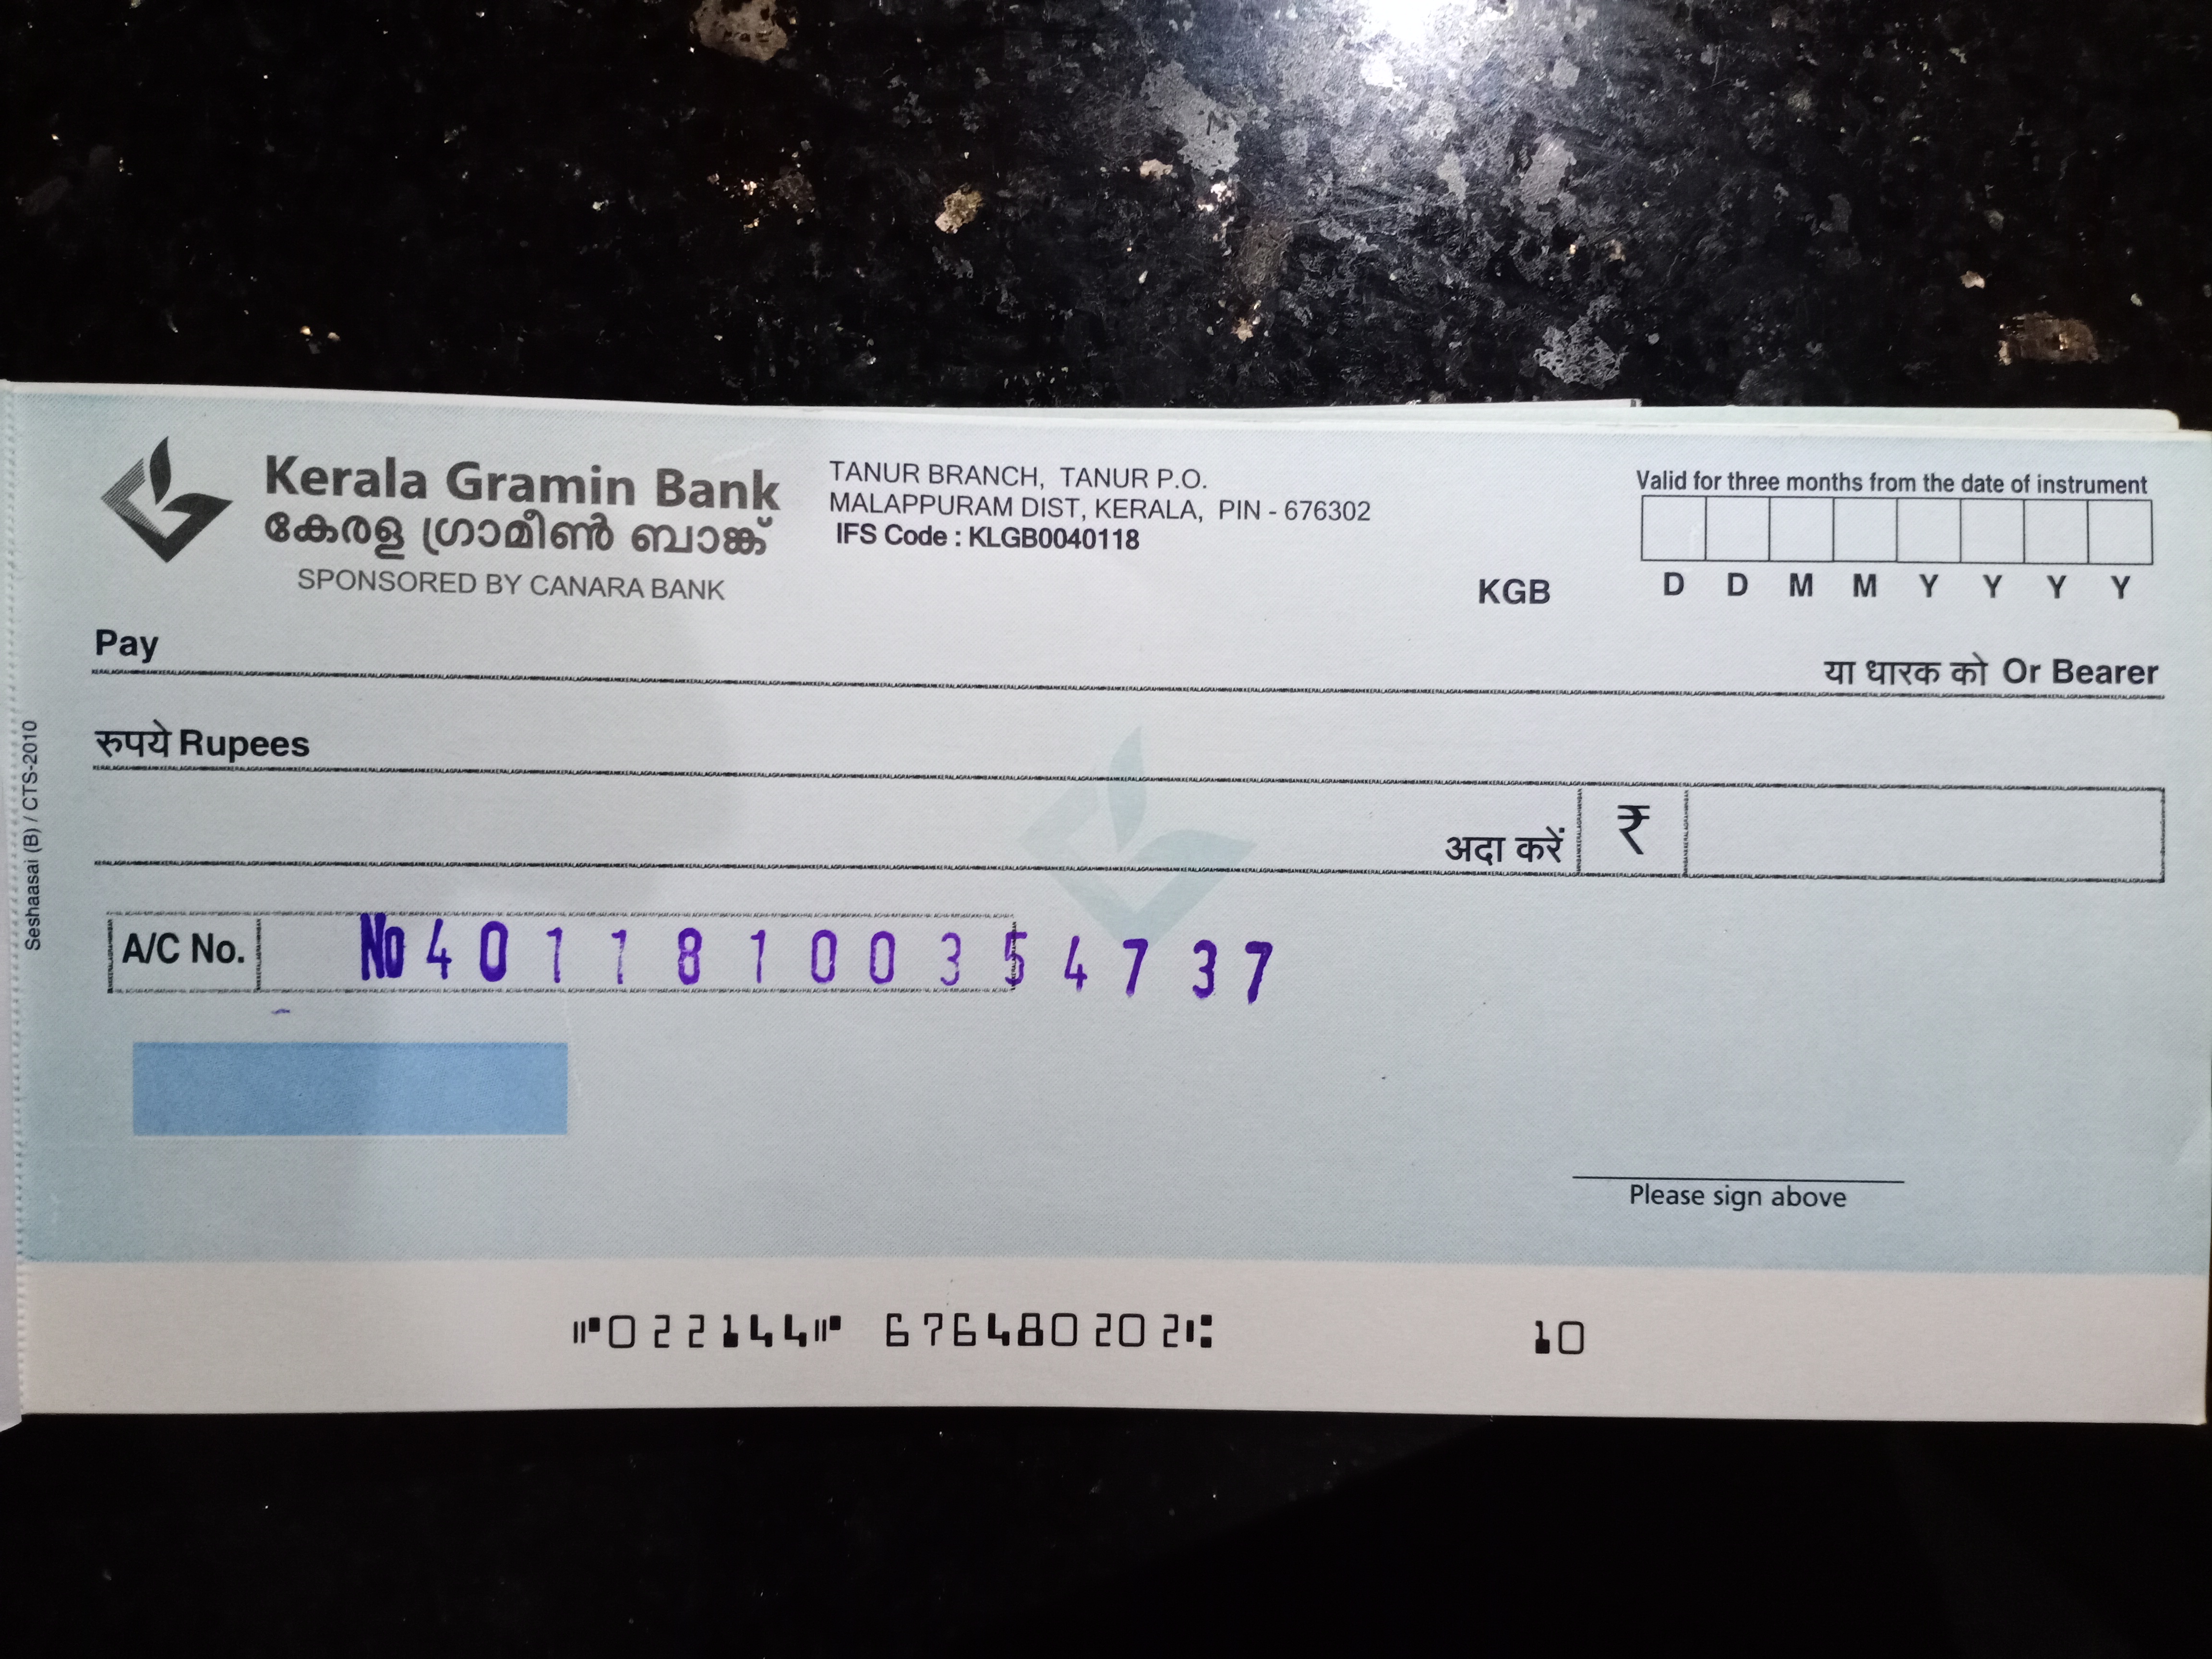 Kerala Gramin Bank
കേരള ഗ്രാമീൺ ബാങ്ക്
SPONSORED BY CANARA BANK
TANUR BRANCH, TANUR P.O.
MALAPPURAM DIST, KERALA, PIN - 676302
IFS Code : KLGB0040118
KGB
Valid for three months from the date of instrument
D D M M Y Y Y Y
Pay
या धारक को Or Bearer
रुपये Rupees
अदा करें ₹
A/C No. No 40118100354737
Seshaasai (B) / CTS-2010
Please sign above
⑈022144⑈ 676480202⑆ 10